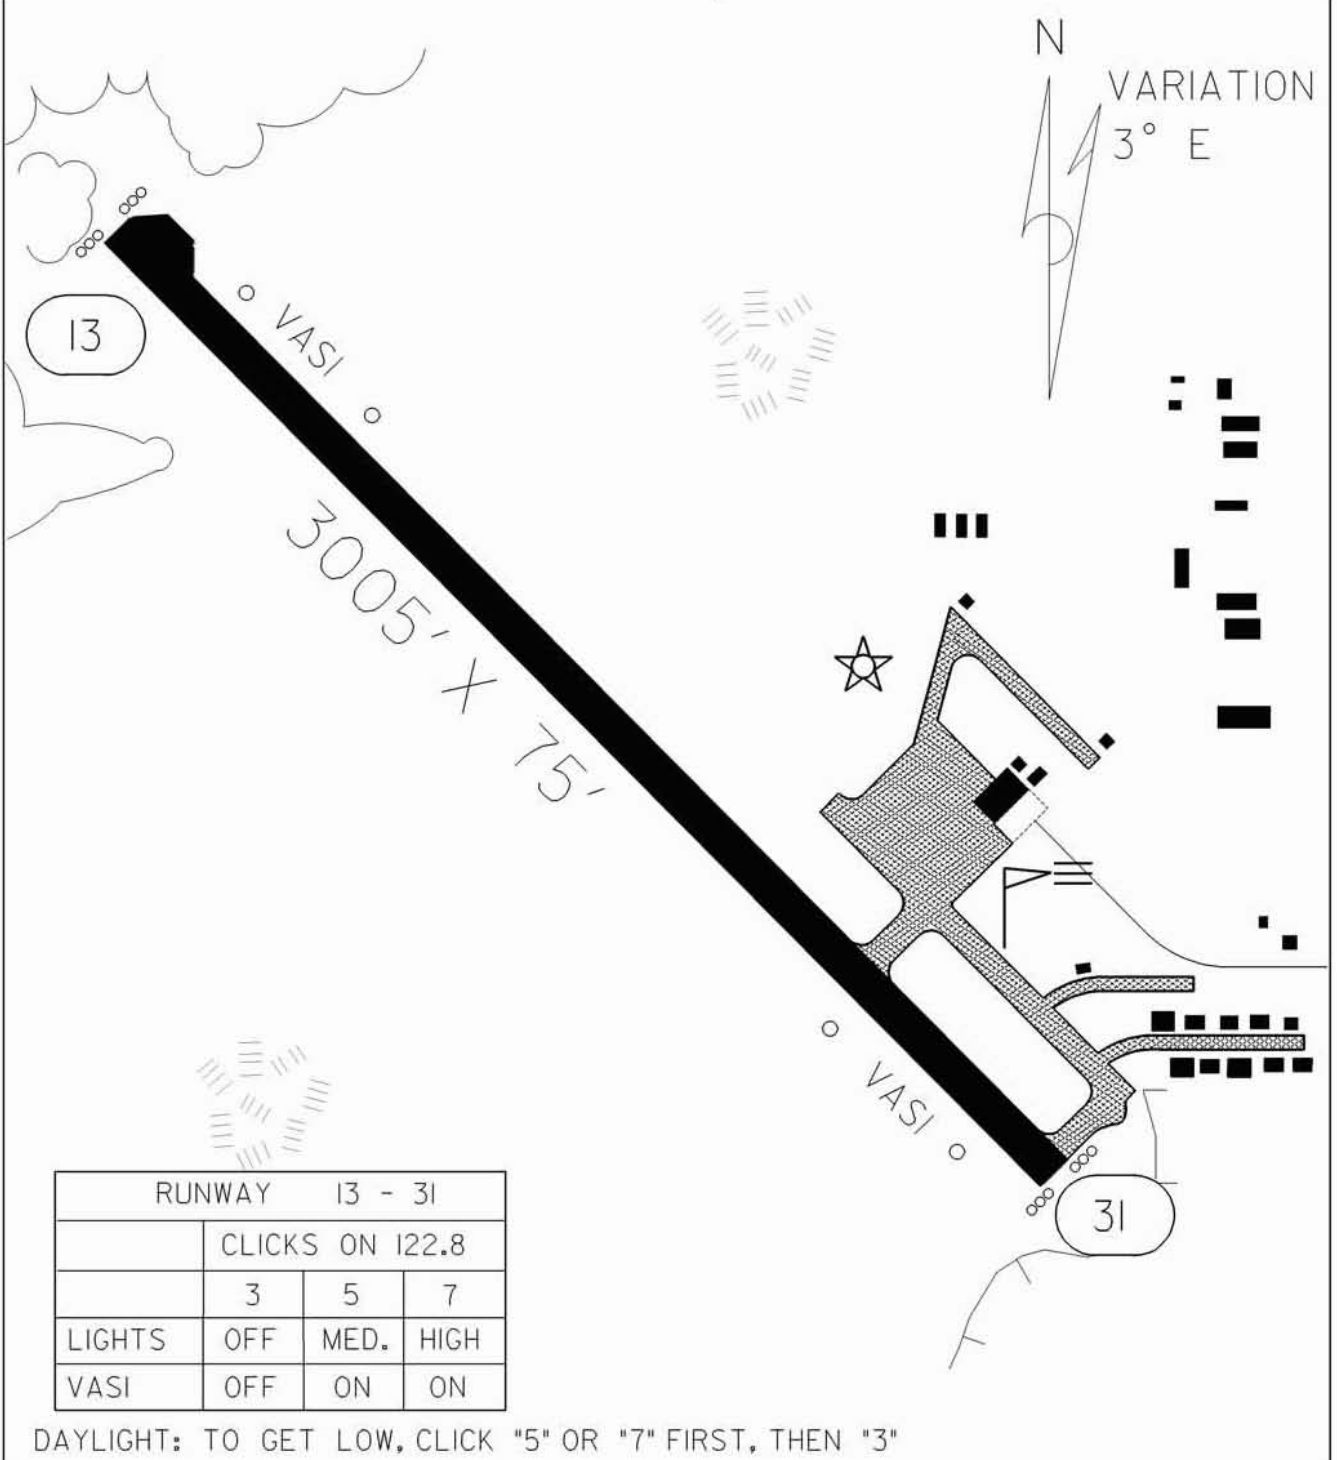 N
VARIATION
3° E
13
VASI
3005' X 75'
VASI
31
RUNWAY 13 - 31
CLICKS ON 122.8
3 5 7
LIGHTS OFF MED. HIGH
VASI OFF ON ON
DAYLIGHT: TO GET LOW, CLICK "5" OR "7" FIRST, THEN "3"